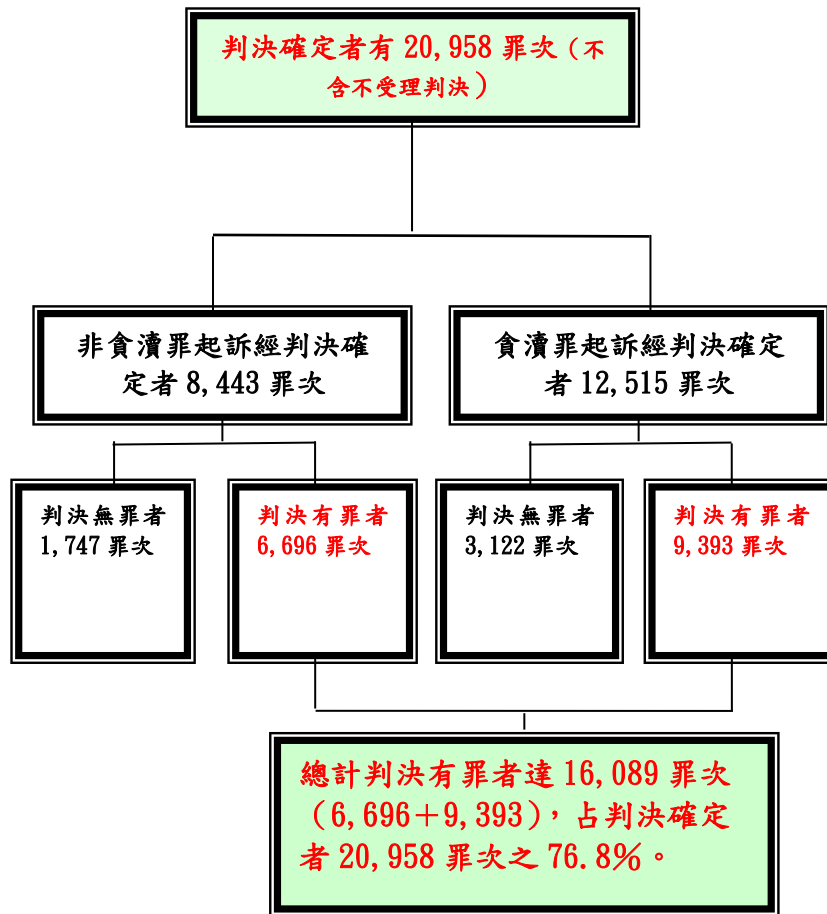 判決確定者有 20,958 罪次（不
含不受理判決）
非貪瀆罪起訴經判決確
定者 8,443 罪次
貪瀆罪起訴經判決確定
者 12,515 罪次
判決無罪者
1,747 罪次
判決有罪者
6,696 罪次
判決無罪者
3,122 罪次
判決有罪者
9,393 罪次
總計判決有罪者達 16,089 罪次
（6,696＋9,393），占判決確定
者 20,958 罪次之 76.8％。